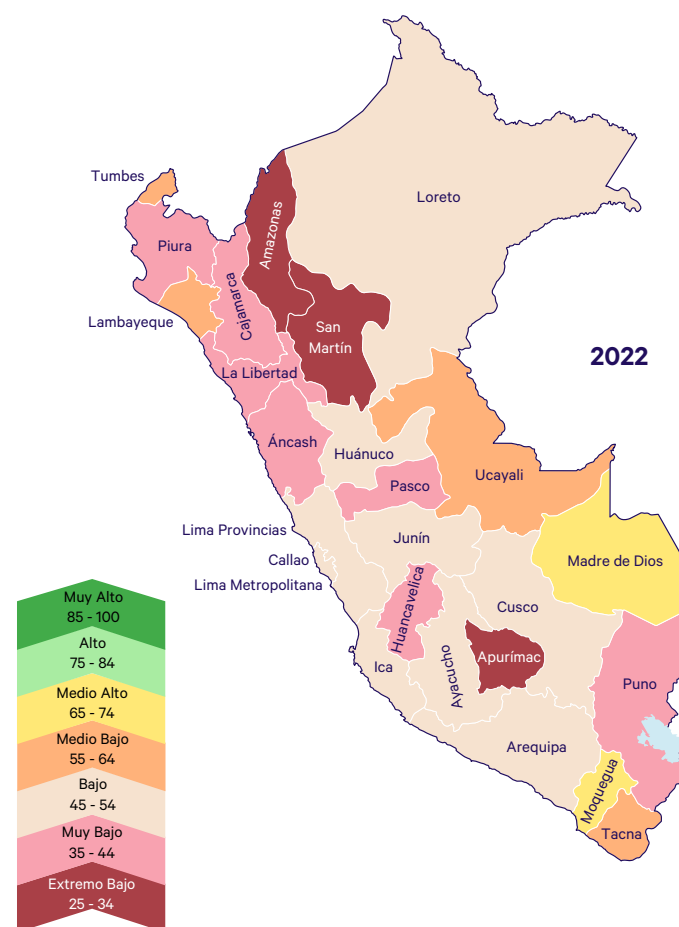 Loreto
Tumbes
Amazonas
Piura
Cajamarca
Lambayeque
San
Martín
2022
La Libertad
Áncash
Huánuco
Ucayali
Pasco
Lima Provincias
Junín
Callao
Madre de Dios
Lima Metropolitana
Huancavelica
Cusco
Ica
Ayacucho
Apurímac
Puno
Arequipa
Moquegua
Tacna
Muy Alto
85 - 100
Alto
75 - 84
Medio Alto
65 - 74
Medio Bajo
55 - 64
Bajo
45 - 54
Muy Bajo
35 - 44
Extremo Bajo
25 - 34